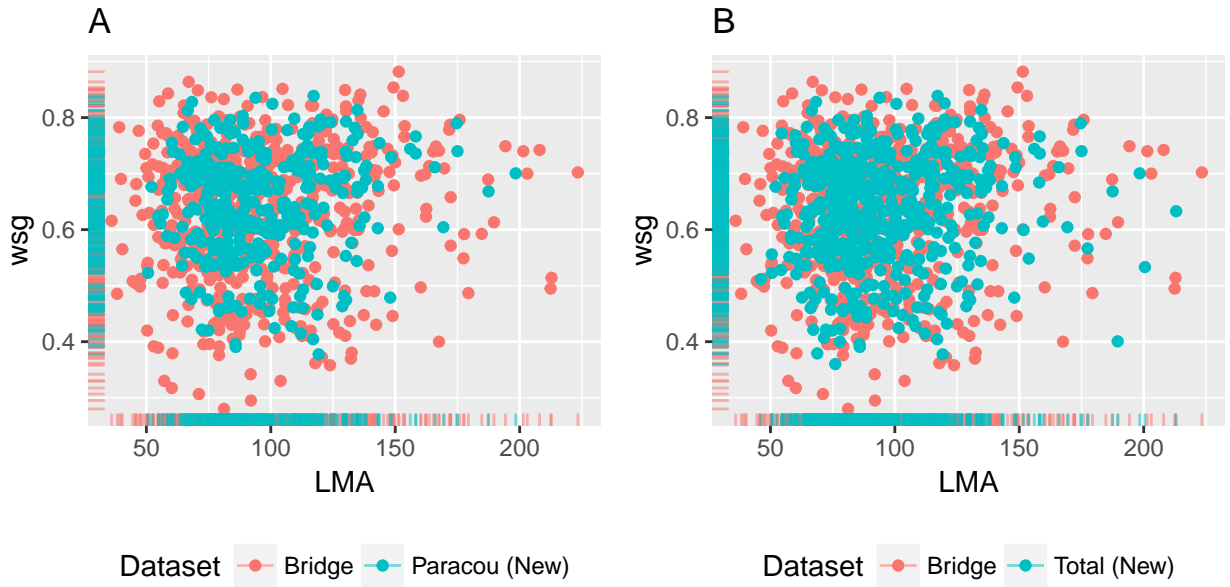 A
wsg
0.8
0.6
0.4
50 100 150 200
LMA
Dataset Bridge Paracou (New)
B
wsg
0.8
0.6
0.4
50 100 150 200
LMA
Dataset Bridge Total (New)